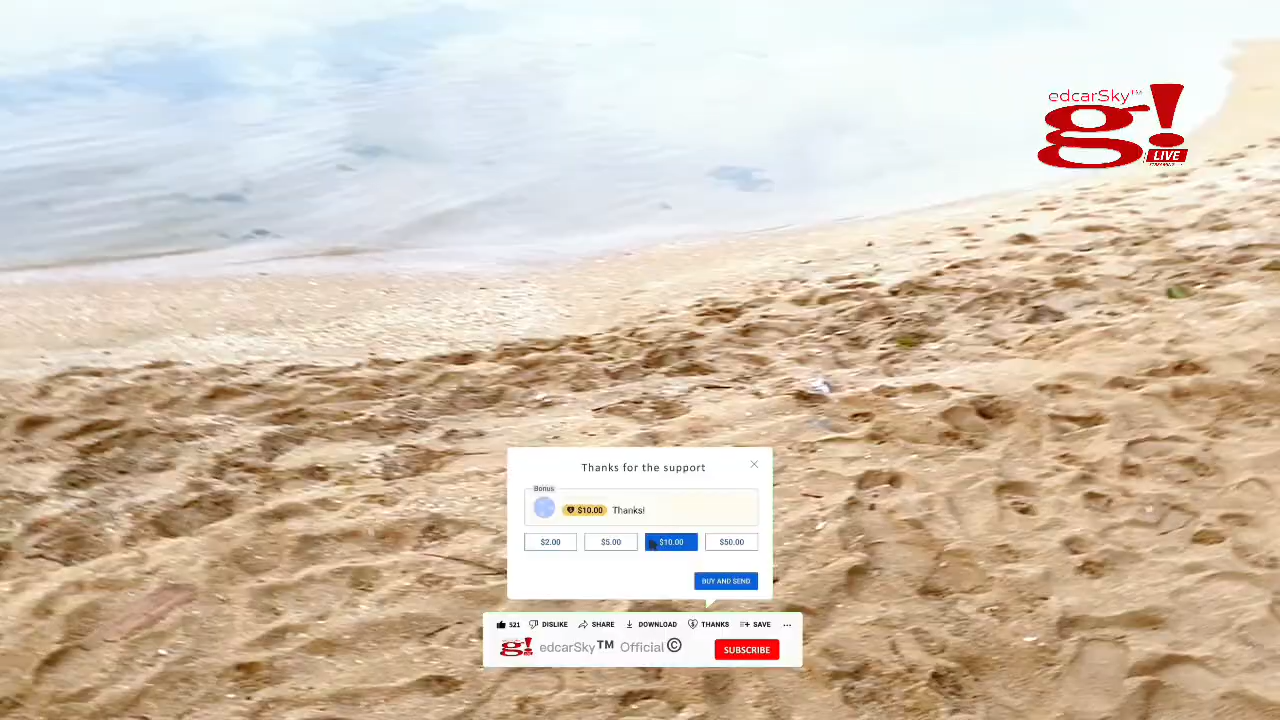 edcarSky™
g!
LIVE
Thanks for the support
Bonus
$10.00 Thanks!
$2.00 $5.00 $10.00 $50.00
BUY AND SEND
521 DISLIKE SHARE DOWNLOAD THANKS SAVE ...
g! edcarSky™ Official © SUBSCRIBE